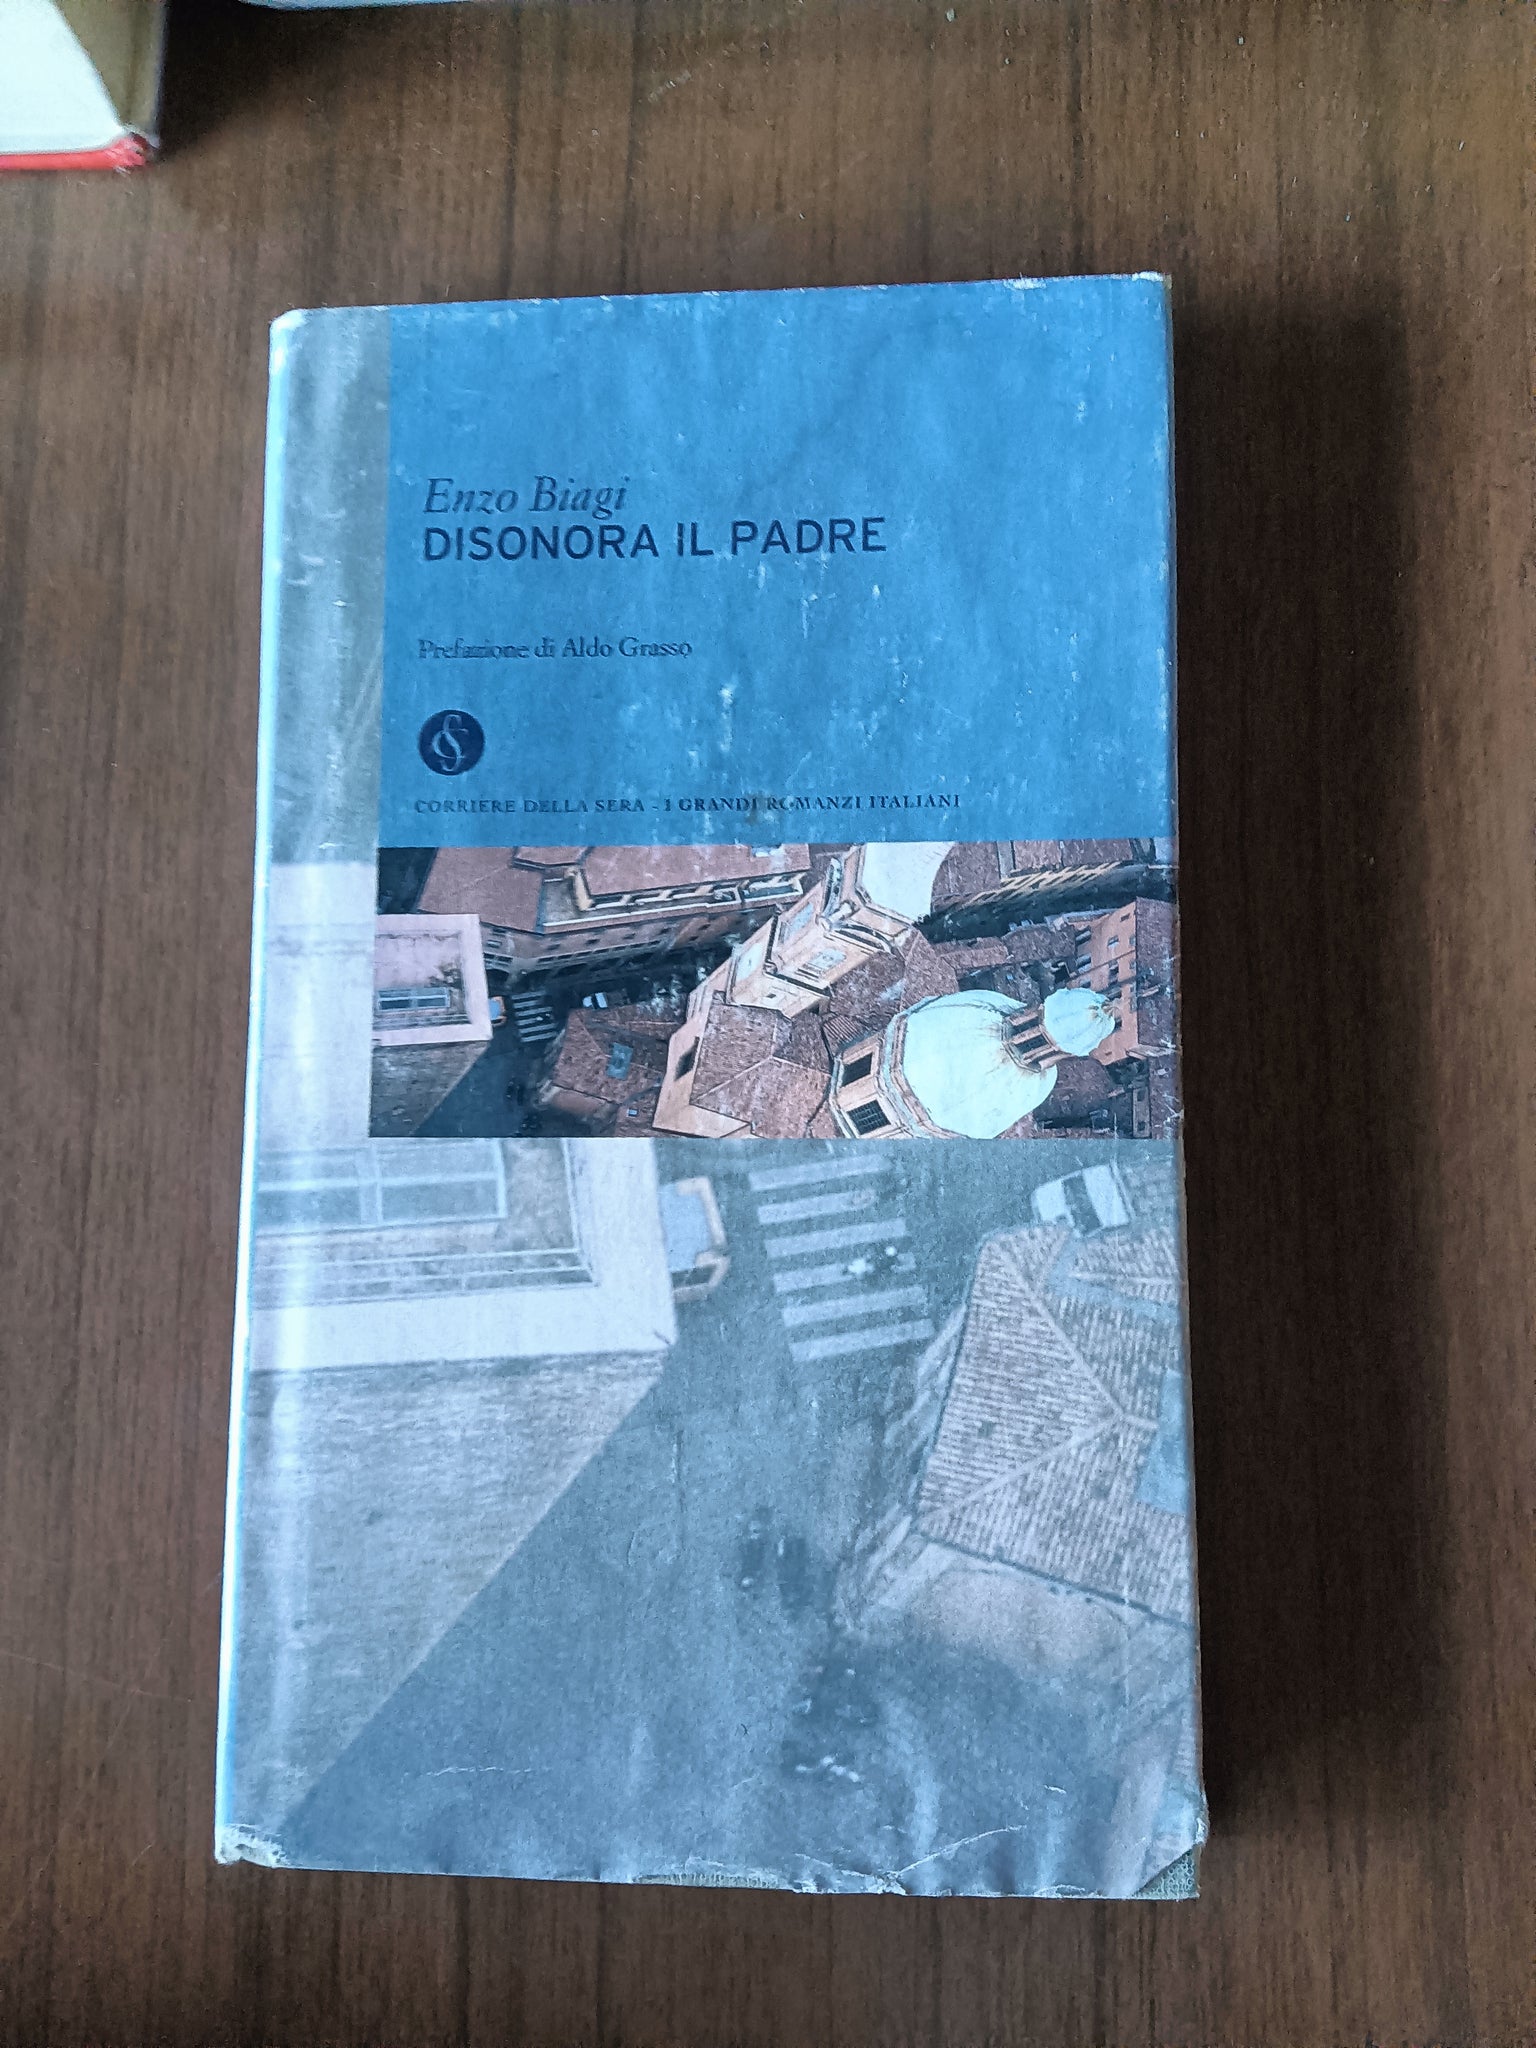 Enzo Biagi
DISONORA IL PADRE
Prefazione di Aldo Grasso
CORRIERE DELLA SERA - I GRANDI ROMANZI ITALIANI